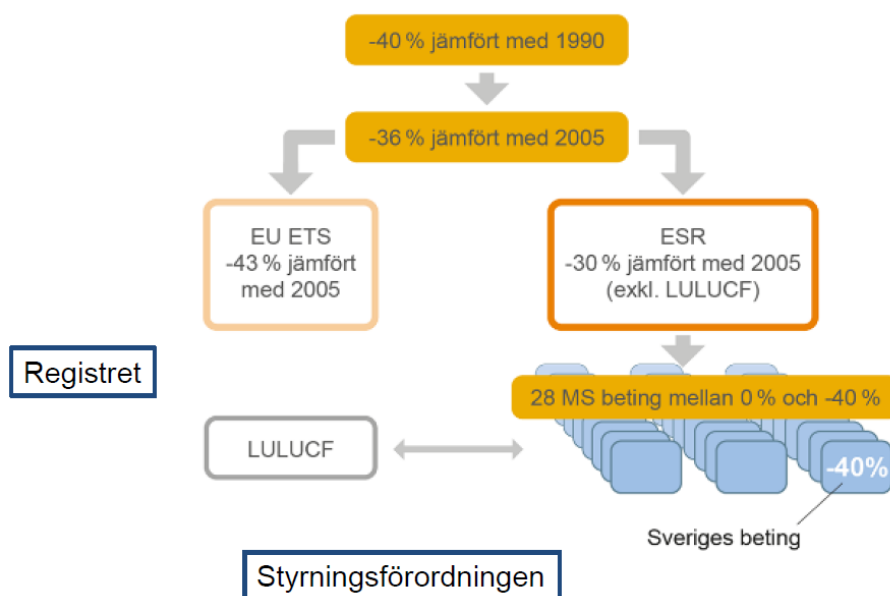 -40 % jämfört med 1990
-36 % jämfört med 2005
EU ETS
-43 % jämfört
med 2005
ESR
-30 % jämfört med 2005
(exkl. LULUCF)
Registret
28 MS beting mellan 0 % och -40 %
LULUCF
-40%
Sveriges beting
Styrningsförordningen